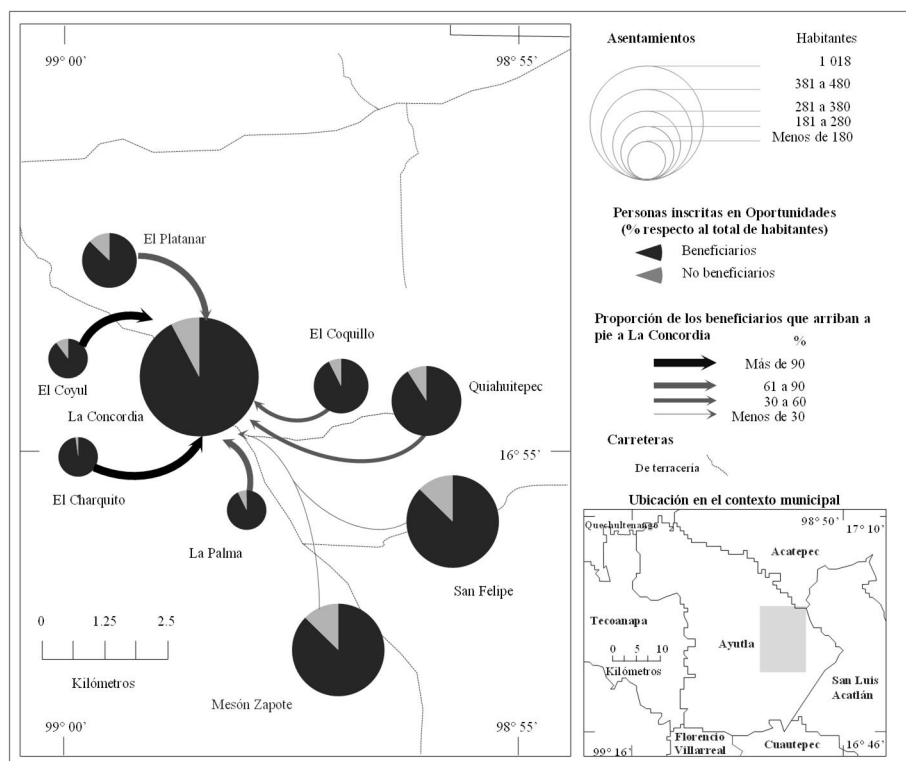 99° 00’
98° 55’
El Platanar
El Coquillo
Quiahuitepec
El Coyul
La Concordia
16° 55’
El Charquito
La Palma
San Felipe
0 1.25 2.5
Kilómetros
Mesón Zapote
99° 00’
98° 55’
Asentamientos
Habitantes
1 018
381 a 480
281 a 380
181 a 280
Menos de 180
Personas inscritas en Oportunidades
(% respecto al total de habitantes)
Beneficiarios
No beneficiarios
Proporción de los beneficiarios que arriban a
pie a La Concordia
%
Más de 90
61 a 90
30 a 60
Menos de 30
Carreteras
De terracería
Ubicación en el contexto municipal
98° 50’
17° 10’
Quechultenango
Acatepec
Tecoanapa
Ayutla
0 5 10
Kilómetros
San Luis
Acatlán
Florencio
Villarreal
Cuautepec
99° 16’
16° 46’